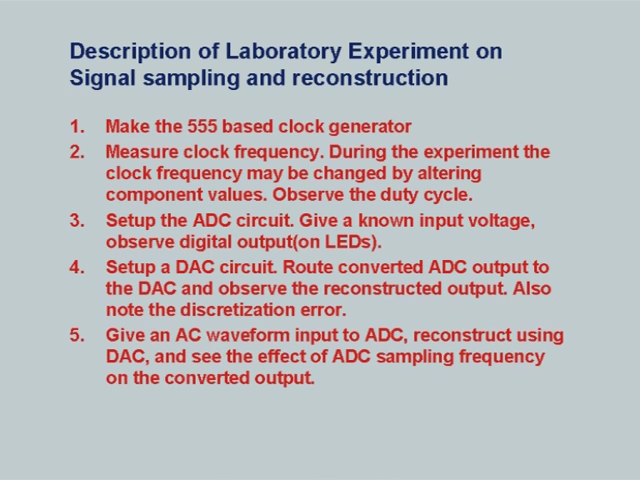 Description of Laboratory Experiment on
Signal sampling and reconstruction
1. Make the 555 based clock generator
2. Measure clock frequency. During the experiment the
clock frequency may be changed by altering
component values. Observe the duty cycle.
3. Setup the ADC circuit. Give a known input voltage,
observe digital output(on LEDs).
4. Setup a DAC circuit. Route converted ADC output to
the DAC and observe the reconstructed output. Also
note the discretization error.
5. Give an AC waveform input to ADC, reconstruct using
DAC, and see the effect of ADC sampling frequency
on the converted output.